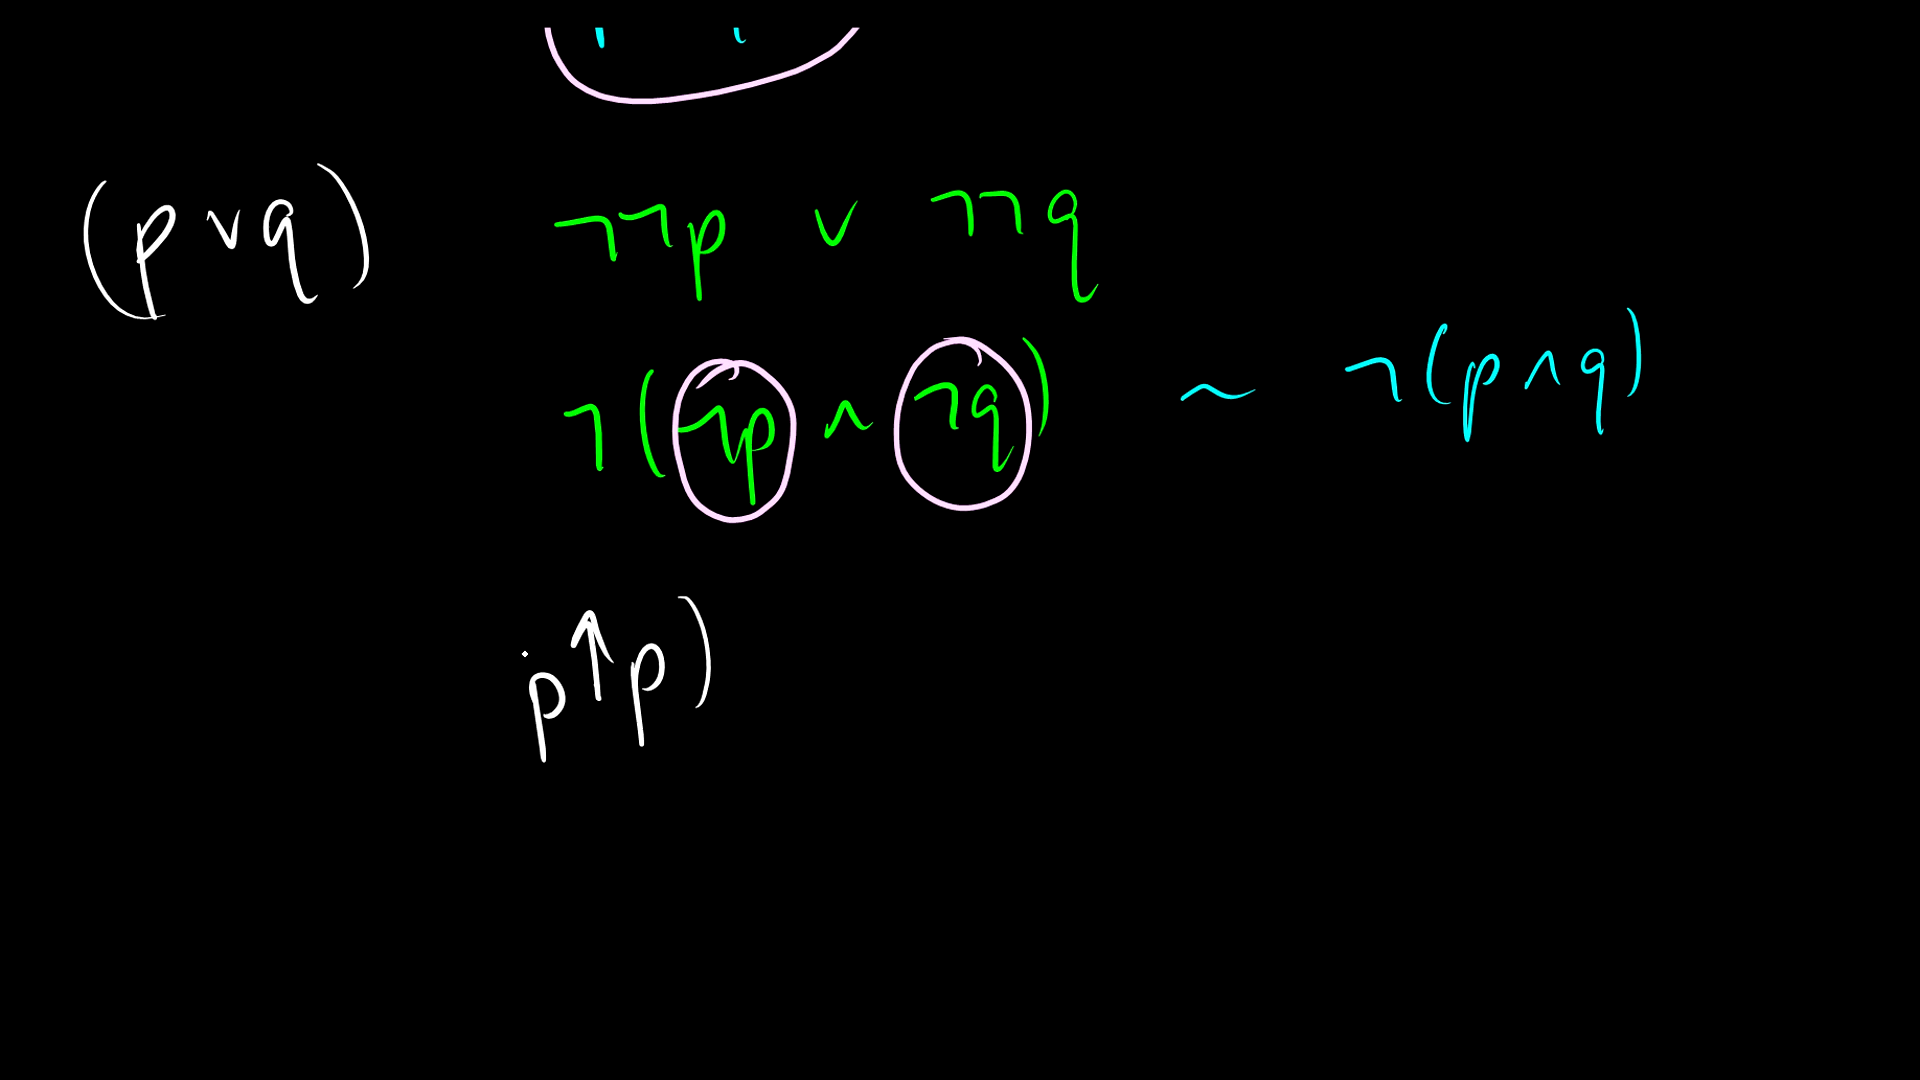 (p ∨ q) ¬¬p ∨ ¬¬q
¬(¬p ∧ ¬q) ~ ¬(p ∧ q)
p↑p)